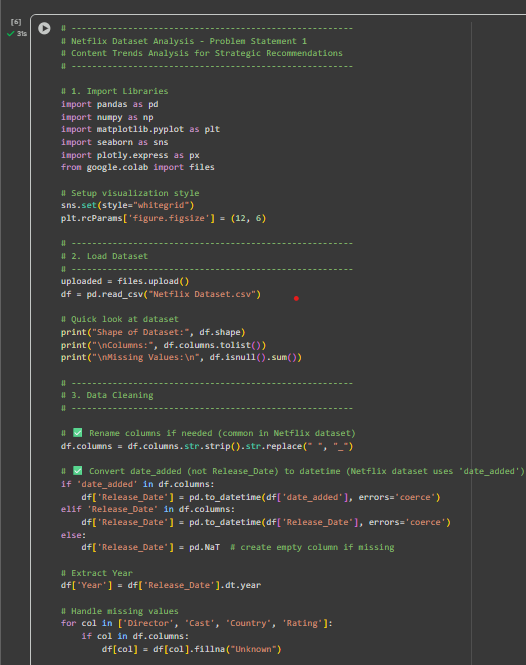 [6]
31s
# -----------------------------------------------------
# Netflix Dataset Analysis - Problem Statement 1
# Content Trends Analysis for Strategic Recommendations
# -----------------------------------------------------
# 1. Import Libraries
import pandas as pd
import numpy as np
import matplotlib.pyplot as plt
import seaborn as sns
import plotly.express as px
from google.colab import files
# Setup visualization style
sns.set(style="whitegrid")
plt.rcParams['figure.figsize'] = (12, 6)
# -----------------------------------------------------
# 2. Load Dataset
# -----------------------------------------------------
uploaded = files.upload()
df = pd.read_csv("Netflix Dataset.csv")
# Quick look at dataset
print("Shape of Dataset:", df.shape)
print("\nColumns:", df.columns.tolist())
print("\nMissing Values:\n", df.isnull().sum())
# -----------------------------------------------------
# 3. Data Cleaning
# -----------------------------------------------------
# ✅ Rename columns if needed (common in Netflix dataset)
df.columns = df.columns.str.strip().str.replace(" ", "_")
# ✅ Convert date_added (not Release_Date) to datetime (Netflix dataset uses 'date_added')
if 'date_added' in df.columns:
    df['Release_Date'] = pd.to_datetime(df['date_added'], errors='coerce')
elif 'Release_Date' in df.columns:
    df['Release_Date'] = pd.to_datetime(df['Release_Date'], errors='coerce')
else:
    df['Release_Date'] = pd.NaT  # create empty column if missing
# Extract Year
df['Year'] = df['Release_Date'].dt.year
# Handle missing values
for col in ['Director', 'Cast', 'Country', 'Rating']:
    if col in df.columns:
        df[col] = df[col].fillna("Unknown")